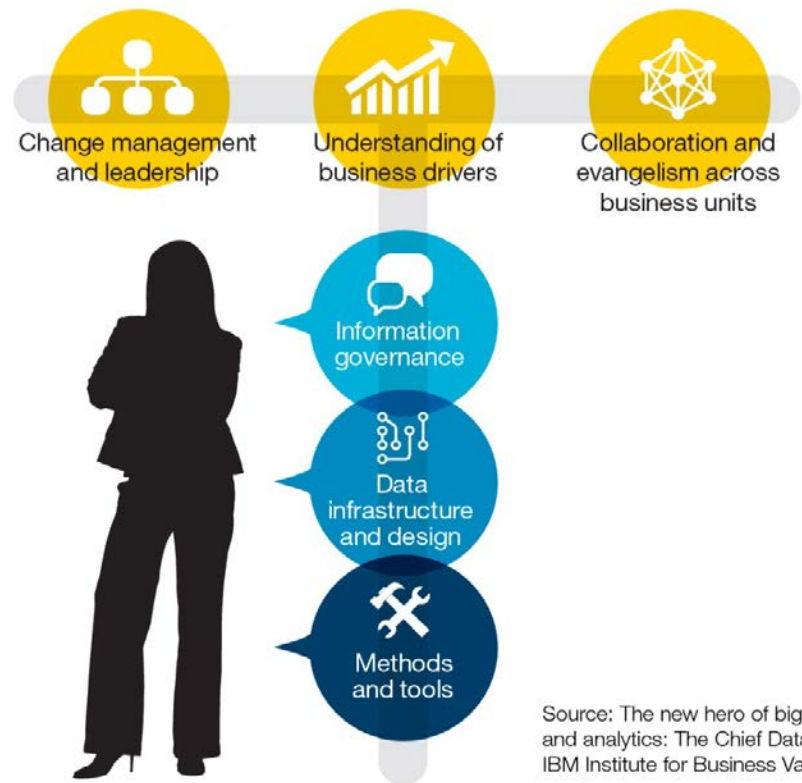 Change management
and leadership
Understanding of
business drivers
Collaboration and
evangelism across
business units
Information
governance
Data
infrastructure
and design
Methods
and tools
Source: The new hero of big
and analytics: The Chief Data
IBM Institute for Business